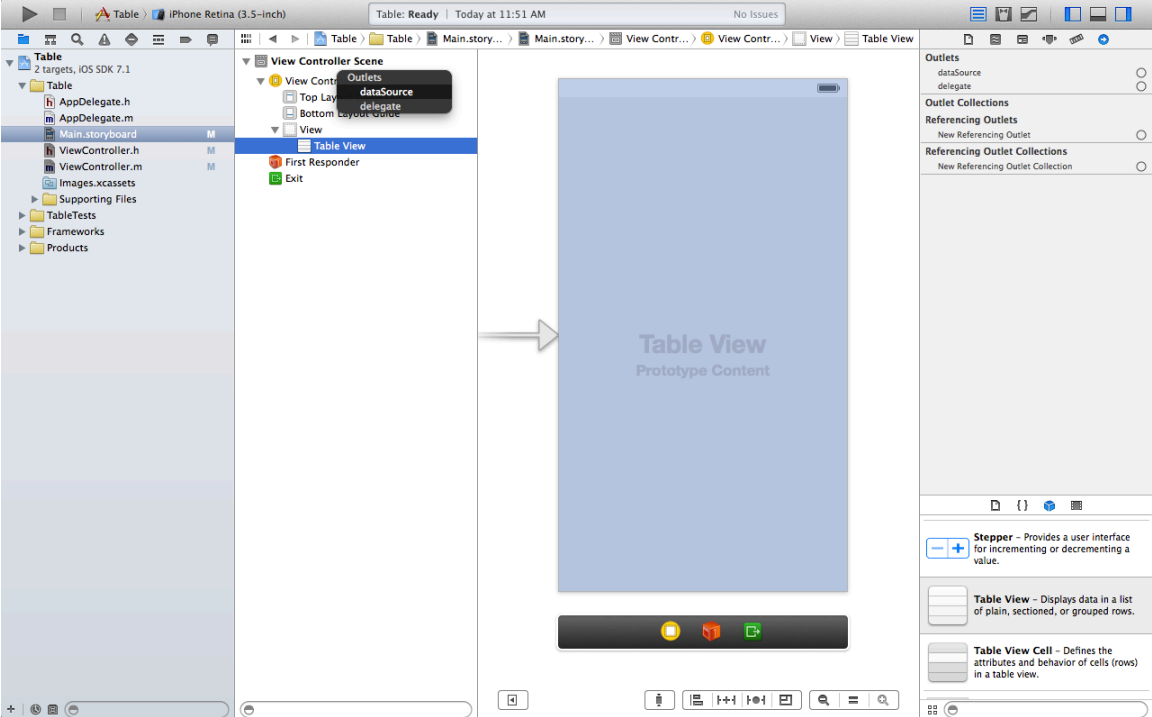 Table 〉 iPhone Retina (3.5-inch)
Table: Ready | Today at 11:51 AM
No Issues
Table 〉 Table 〉 Main.story... 〉 Main.story... 〉 View Contr... 〉 View Contr... 〉 View 〉 Table View
Table
2 targets, iOS SDK 7.1
Table
AppDelegate.h
AppDelegate.m
Main.storyboard M
ViewController.h M
ViewController.m M
Images.xcassets
Supporting Files
TableTests
Frameworks
Products
View Controller Scene
View Contr
Top Lay
Bottom Layout Guide
View
Table View
First Responder
Exit
Outlets
dataSource
delegate
Table View
Prototype Content
Outlets
dataSource
delegate
Outlet Collections
Referencing Outlets
New Referencing Outlet
Referencing Outlet Collections
New Referencing Outlet Collection
Stepper – Provides a user interface
for incrementing or decrementing a
value.
Table View – Displays data in a list
of plain, sectioned, or grouped rows.
Table View Cell – Defines the
attributes and behavior of cells (rows)
in a table view.